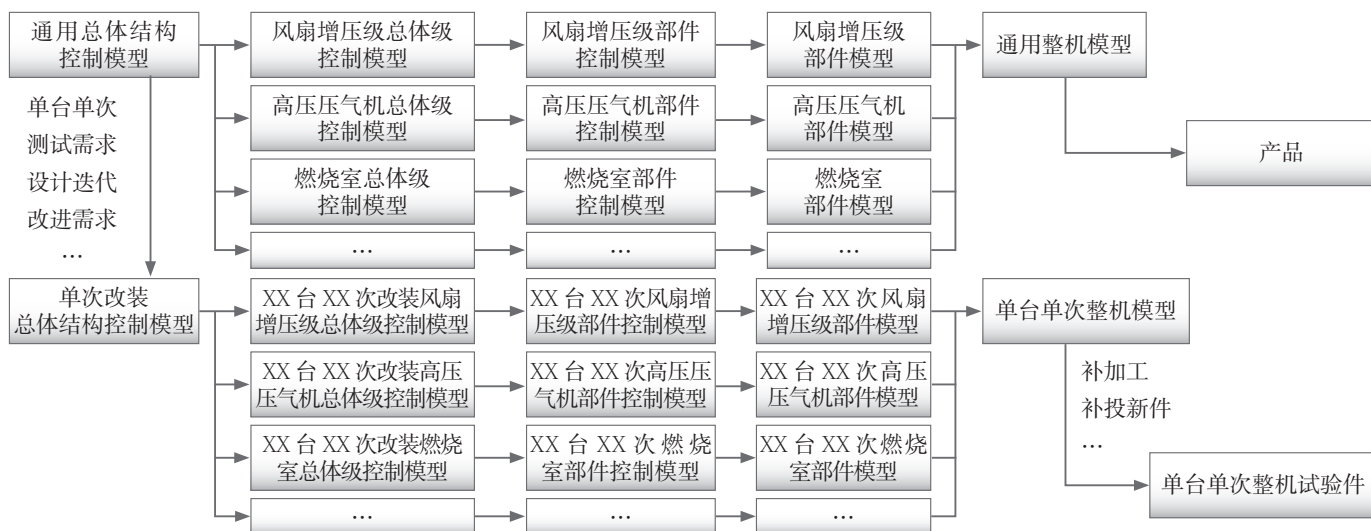 通用总体结构
控制模型
风扇增压级总体级
控制模型
风扇增压级部件
控制模型
风扇增压级
部件模型
通用整机模型
单台单次
测试需求
设计迭代
改进需求
…
高压压气机总体级
控制模型
高压压气机部件
控制模型
高压压气机
部件模型
产品
燃烧室总体级
控制模型
燃烧室部件
控制模型
燃烧室
部件模型
…
…
…
单次改装
总体结构控制模型
XX 台 XX 次改装风扇
增压级总体级控制模型
XX 台 XX 次风扇增
压级部件控制模型
XX 台 XX 次风扇
增压级部件模型
单台单次整机模型
XX 台 XX 次改装高压
压气机总体级控制模型
XX 台 XX 次高压压
气机部件控制模型
XX 台 XX 次高压
压气机部件模型
补加工
补投新件
…
XX 台 XX 次改装燃烧
室总体级控制模型
XX 台 XX 次燃烧
室部件控制模型
XX 台 XX 次燃烧
室部件模型
单台单次整机试验件
…
…
…